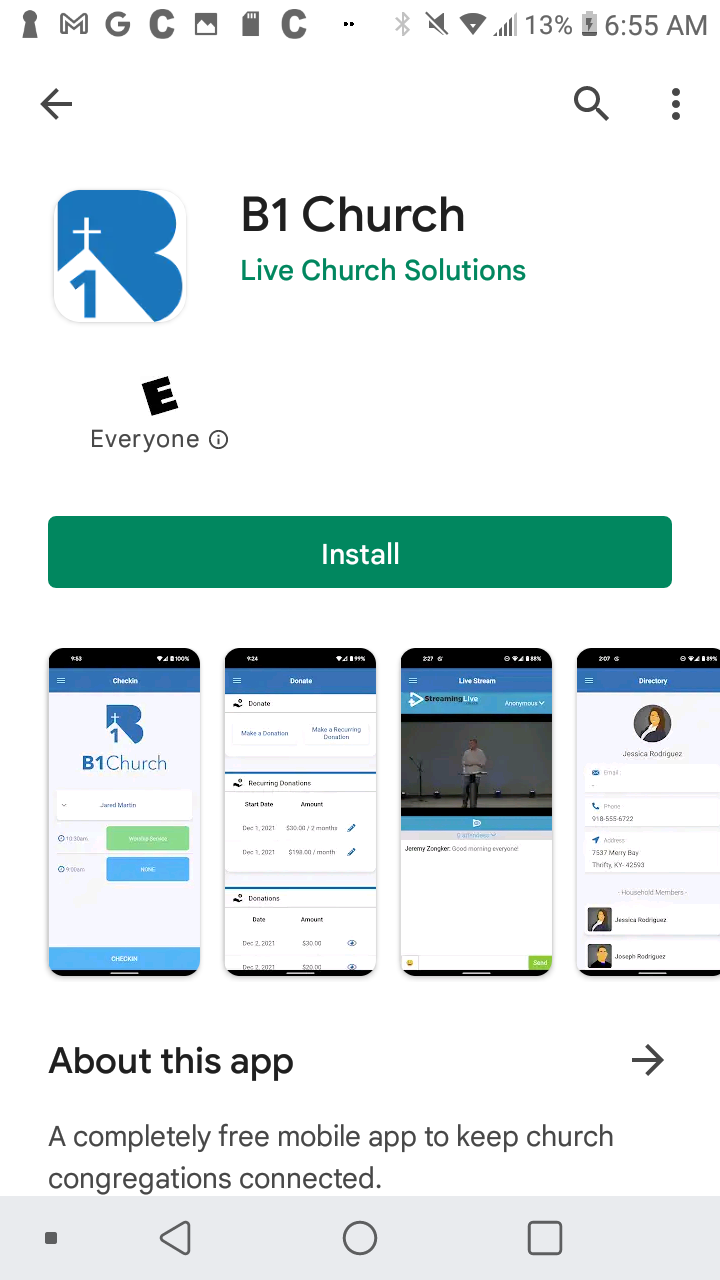 13% 6:55 AM
B1 Church
Live Church Solutions
E
Everyone
Install
9:53 100%
Checkin
B1Church
Jared Martin
10:30am Worship Service
9:00am NONE
CHECKIN
9:24 99%
Donate
Donate
Make a Donation
Make a Recurring
Donation
Recurring Donations
Start Date Amount
Dec 1, 2021 $30.00 / 2 months
Dec 1, 2021 $198.00 / month
Donations
Date Amount
Dec 2, 2021 $30.00
Dec 2, 2021 $20.00
2:27 88%
Live Stream
StreamingLive
Anonymous
Jeremy Zongker: Good morning everyone!
Send
2:07 89%
Directory
Jessica Rodriguez
Email :
-
Phone
918-555-6722
Address
7537 Merry Bay
Thrifty, KY- 42593
- Household Members -
Jessica Rodriguez
Joseph Rodriguez
About this app
A completely free mobile app to keep church
congregations connected.